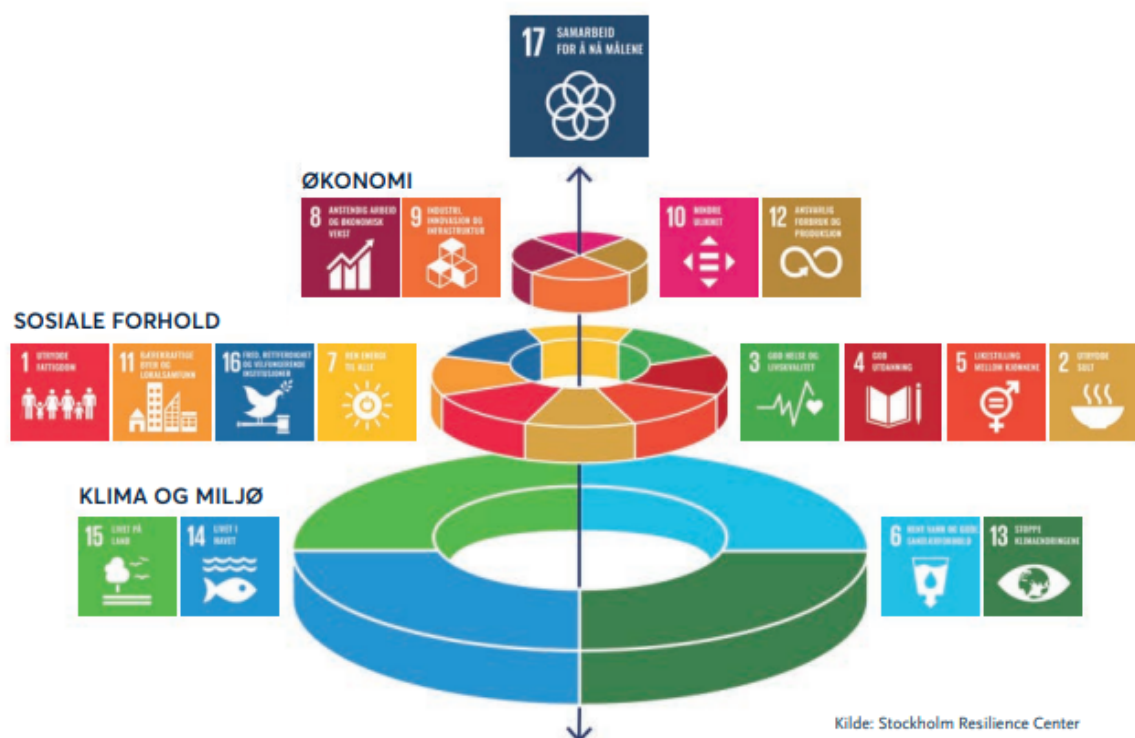 17 SAMARBEID
FOR Å NÅ MÅLENE
ØKONOMI
8 ANSTENDIG ARBEID
OG ØKONOMISK
VEKST
9 INDUSTRI,
INNOVASJON OG
INFRASTRUKTUR
10 MINDRE
ULIKHET
12 ANSVARLIG
FORBRUK OG
PRODUKSJON
SOSIALE FORHOLD
1 UTRYDDE
FATTIGDOM
11 BÆREKRAFTIGE
BYER OG
LOKALSAMFUNN
16 FRED, RETTFERDIGHET
OG VELFUNGERENDE
INSTITUSJONER
7 REN ENERGI
TIL ALLE
3 GOD HELSE OG
LIVSKVALITET
4 GOD
UTDANNING
5 LIKESTILLING
MELLOM KJØNNENE
2 UTRYDDE
SULT
KLIMA OG MILJØ
15 LIVET PÅ
LAND
14 LIVET I
HAVET
6 RENT VANN OG GODE
SANITÆRFORHOLD
13 STOPPE
KLIMAENDRINGENE
Kilde: Stockholm Resilience Center